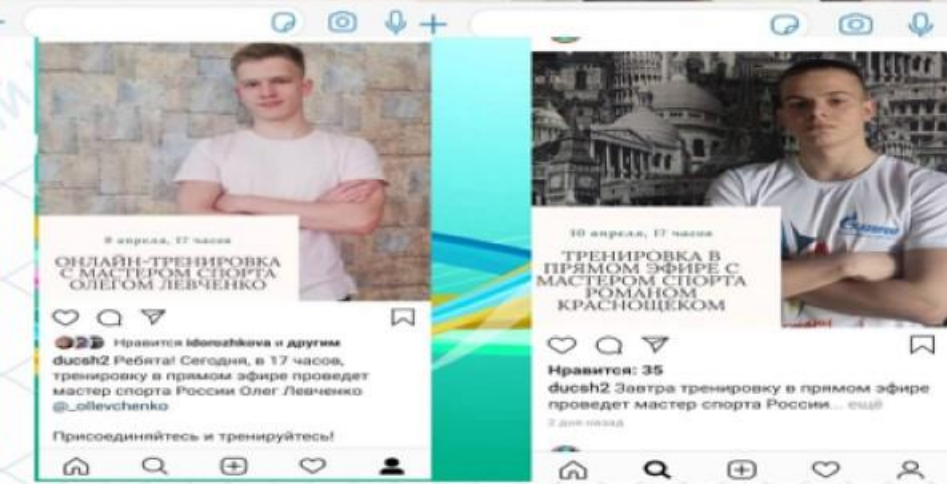 9 апреля, 17 часов
ОНЛАЙН-ТРЕНИРОВКА
С МАСТЕРОМ СПОРТА
ОЛЕГОМ ЛЕВЧЕНКО
Нравится idorozhkova и другим
ducsh2 Ребята! Сегодня, в 17 часов,
тренировку в прямом эфире проведет
мастер спорта России Олег Левченко
@_ollevchenko
Присоединяйтесь и тренируйтесь!
10 апреля, 17 часов
ТРЕНИРОВКА В
ПРЯМОМ ЭФИРЕ С
МАСТЕРОМ СПОРТА
РОМАНОМ
КРАСНОЩЕКОМ
Нравится: 35
ducsh2 Завтра тренировку в прямом эфире
проведет мастер спорта России... ещё
2 дня назад